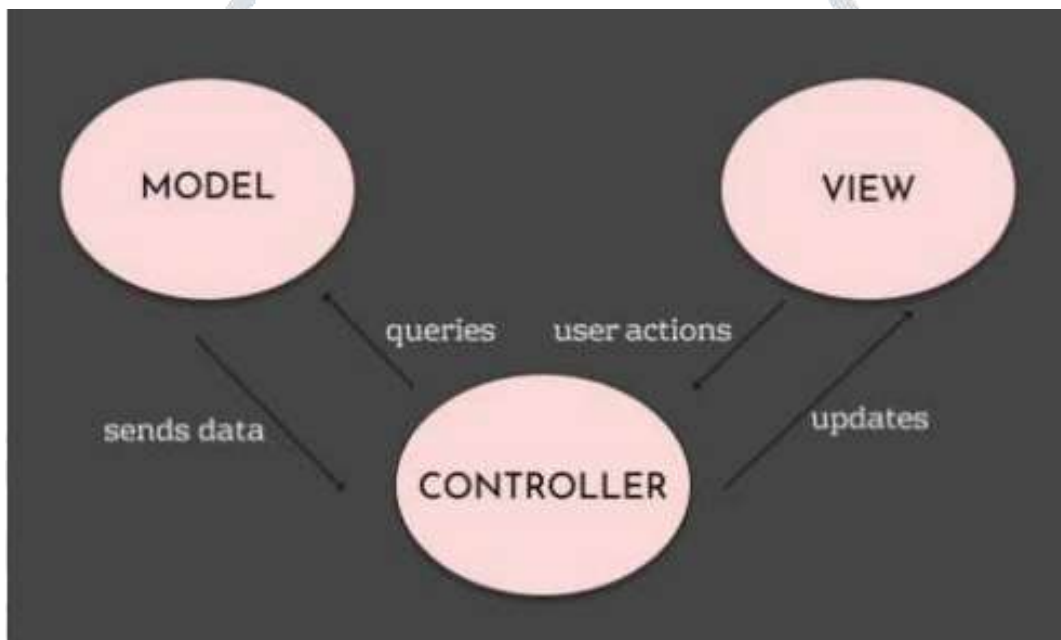 MODEL
VIEW
queries
user actions
sends data
updates
CONTROLLER